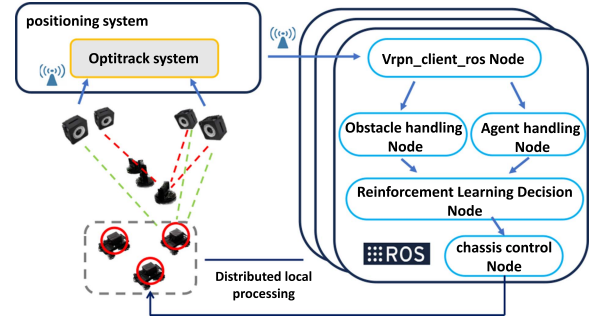 positioning system
Optitrack system
Vrpn_client_ros Node
Obstacle handling
Node
Agent handling
Node
Reinforcement Learning Decision
Node
chassis control
Node
ROS
Distributed local
processing